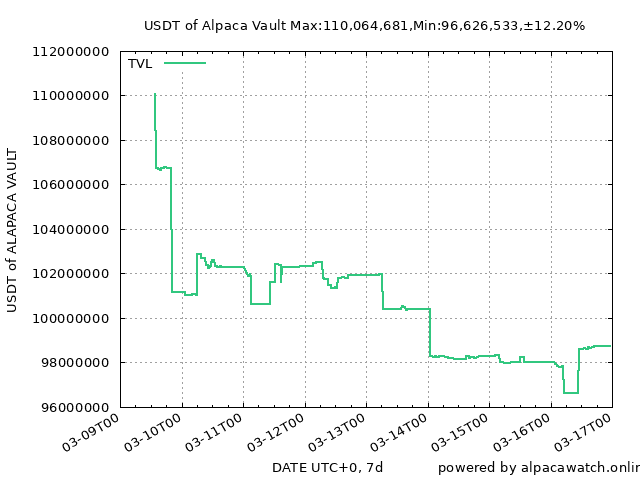 USDT of Alpaca Vault Max:110,064,681,Min:96,626,533,±12.20%
TVL
112000000
110000000
108000000
106000000
104000000
102000000
100000000
98000000
96000000
USDT of ALAPACA VAULT
03-09T00
03-10T00
03-11T00
03-12T00
03-13T00
03-14T00
03-15T00
03-16T00
03-17T00
DATE UTC+0, 7d
powered by alpacawatch.onlin